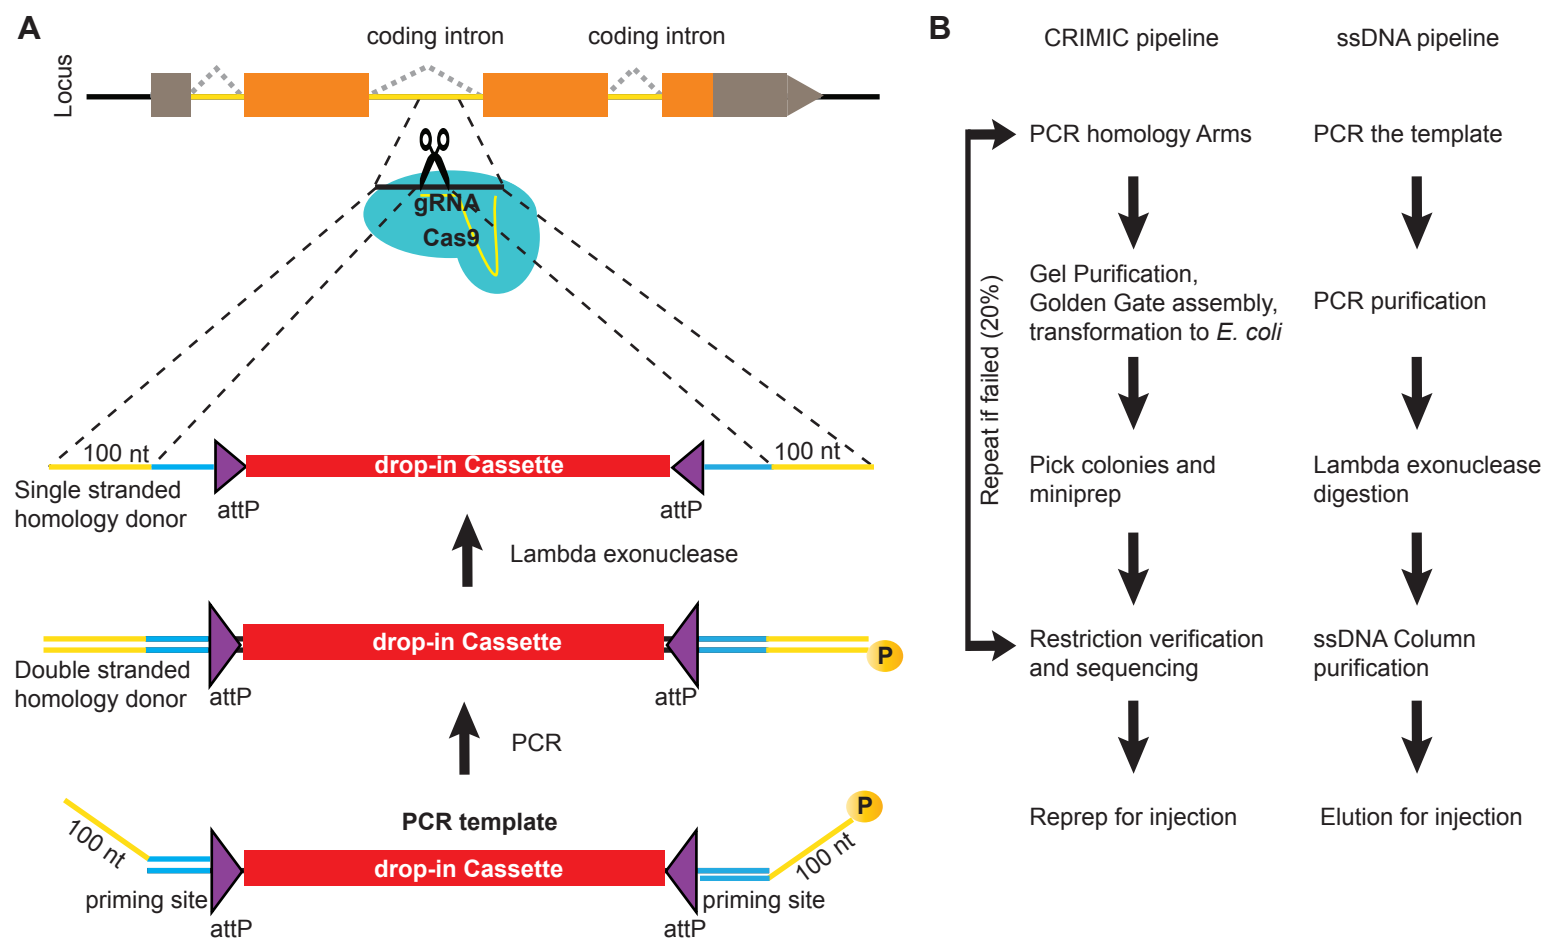 A
coding intron
coding intron
Locus
gRNA
Cas9
100 nt
drop-in Cassette
100 nt
Single stranded
homology donor
attP
attP
Lambda exonuclease
drop-in Cassette
P
Double stranded
homology donor
attP
attP
PCR
P
PCR template
100 nt
drop-in Cassette
100 nt
priming site
priming site
attP
attP
B
CRIMIC pipeline
ssDNA pipeline
PCR homology Arms
PCR the template
Repeat if failed (20%)
Gel Purification,
Golden Gate assembly,
transformation to E. coli
PCR purification
Pick colonies and
miniprep
Lambda exonuclease
digestion
Restriction verification
and sequencing
ssDNA Column
purification
Reprep for injection
Elution for injection